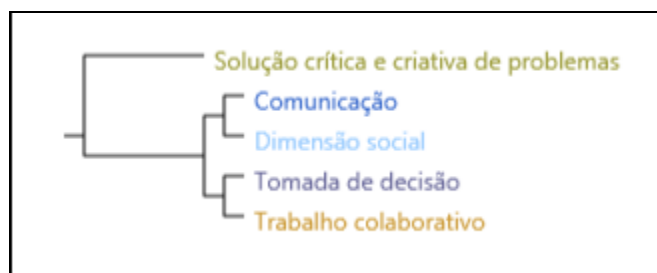 Solução crítica e criativa de problemas
Comunicação
Dimensão social
Tomada de decisão
Trabalho colaborativo